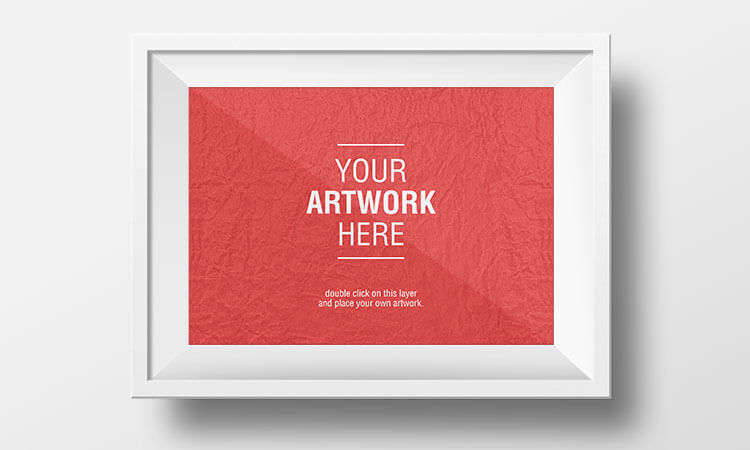 YOUR
ARTWORK
HERE
double click on this layer
and place your own artwork.